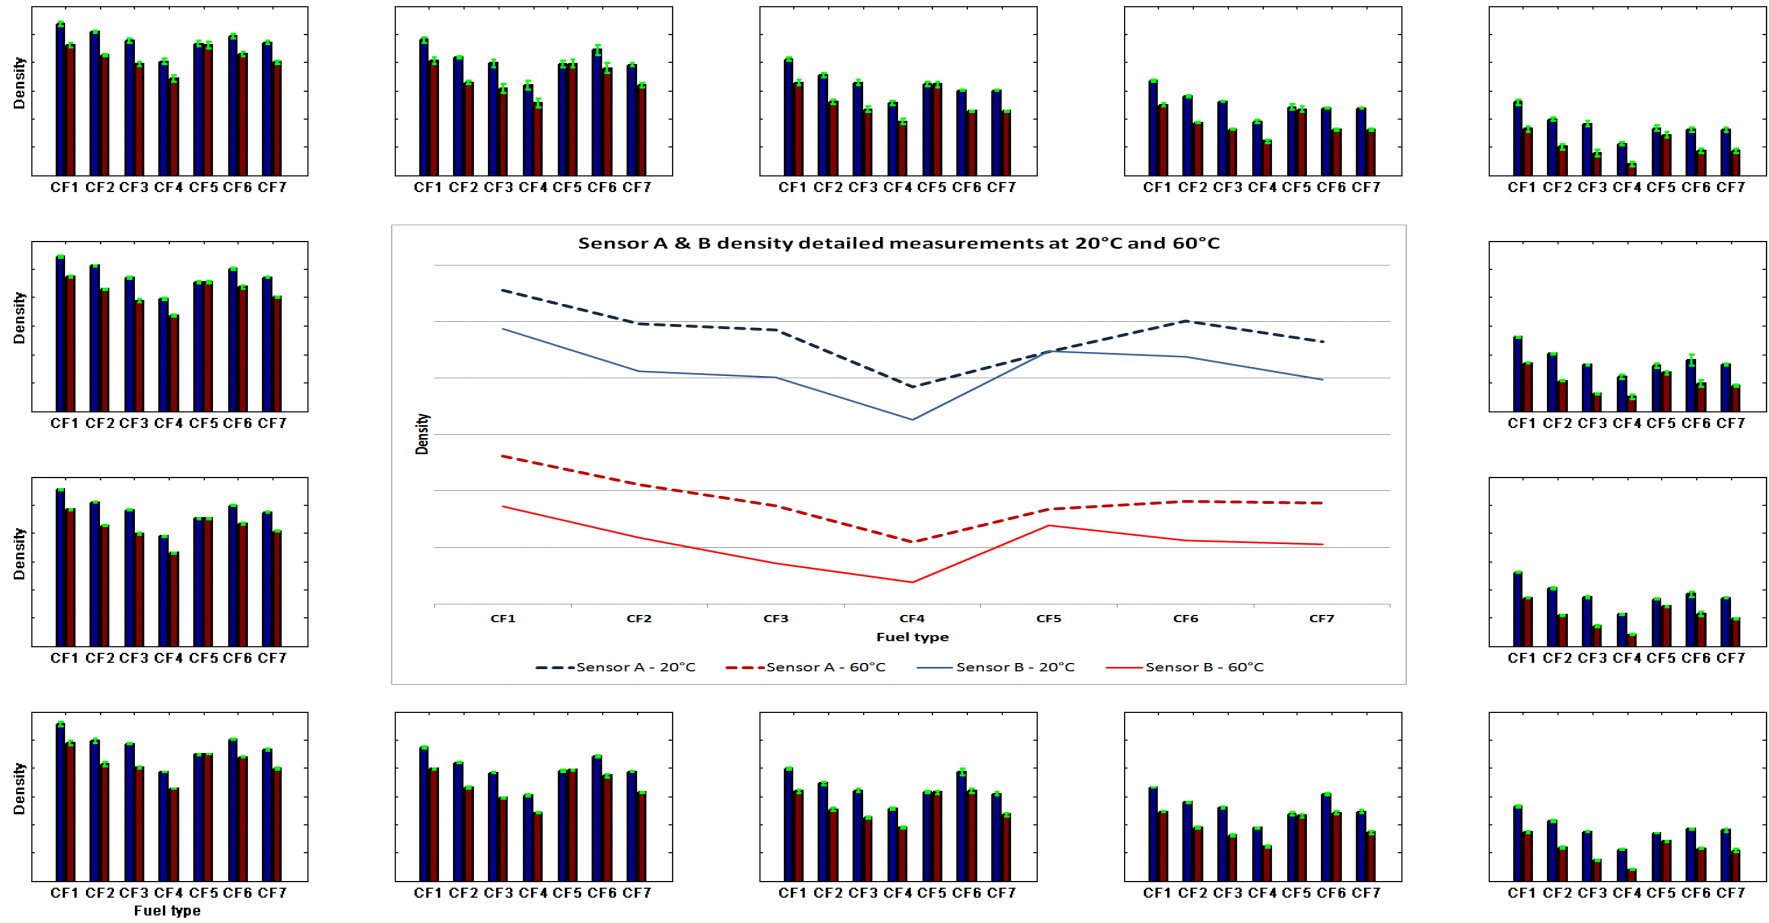 Density
CF1 CF2 CF3 CF4 CF5 CF6 CF7
CF1 CF2 CF3 CF4 CF5 CF6 CF7
CF1 CF2 CF3 CF4 CF5 CF6 CF7
CF1 CF2 CF3 CF4 CF5 CF6 CF7
CF1 CF2 CF3 CF4 CF5 CF6 CF7
Density
CF1 CF2 CF3 CF4 CF5 CF6 CF7
Sensor A & B density detailed measurements at 20°C and 60°C
Density
CF1 CF2 CF3 CF4 CF5 CF6 CF7
Fuel type
Sensor A - 20°C Sensor A - 60°C Sensor B - 20°C Sensor B - 60°C
CF1 CF2 CF3 CF4 CF5 CF6 CF7
Density
CF1 CF2 CF3 CF4 CF5 CF6 CF7
CF1 CF2 CF3 CF4 CF5 CF6 CF7
Density
CF1 CF2 CF3 CF4 CF5 CF6 CF7
Fuel type
CF1 CF2 CF3 CF4 CF5 CF6 CF7
CF1 CF2 CF3 CF4 CF5 CF6 CF7
CF1 CF2 CF3 CF4 CF5 CF6 CF7
CF1 CF2 CF3 CF4 CF5 CF6 CF7